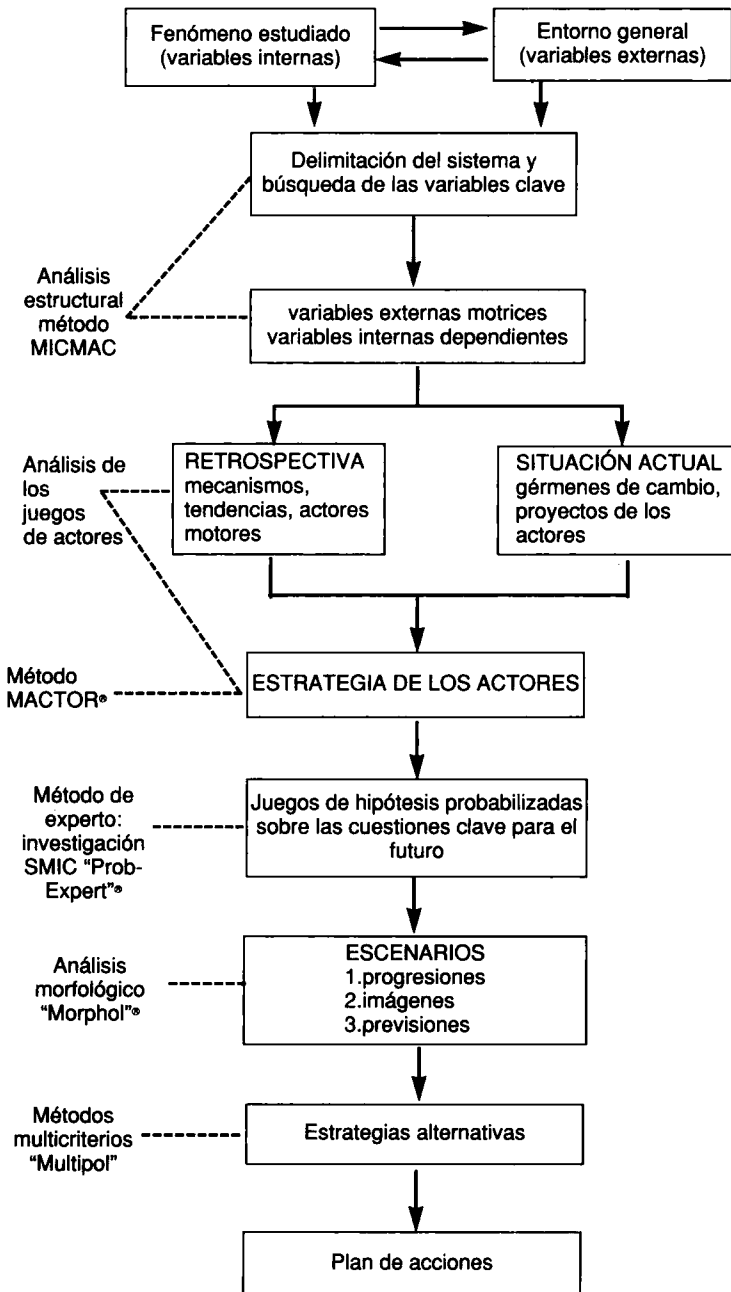 Fenómeno estudiado
(variables internas)
Entorno general
(variables externas)
Delimitación del sistema y
búsqueda de las variables clave
Análisis
estructural
método
MICMAC
variables externas motrices
variables internas dependientes
Análisis de
los
juegos
de actores
RETROSPECTIVA
mecanismos,
tendencias, actores
motores
SITUACIÓN ACTUAL
gérmenes de cambio,
proyectos de los
actores
Método
MACTOR®
ESTRATEGIA DE LOS ACTORES
Método de
experto:
investigación
SMIC “Prob-
Expert”®
Juegos de hipótesis probabilizadas
sobre las cuestiones clave para el
futuro
Análisis
morfológico
“Morphol”®
ESCENARIOS
1.progresiones
2.imágenes
3.previsiones
Métodos
multicriterios
“Multipol”
Estrategias alternativas
Plan de acciones